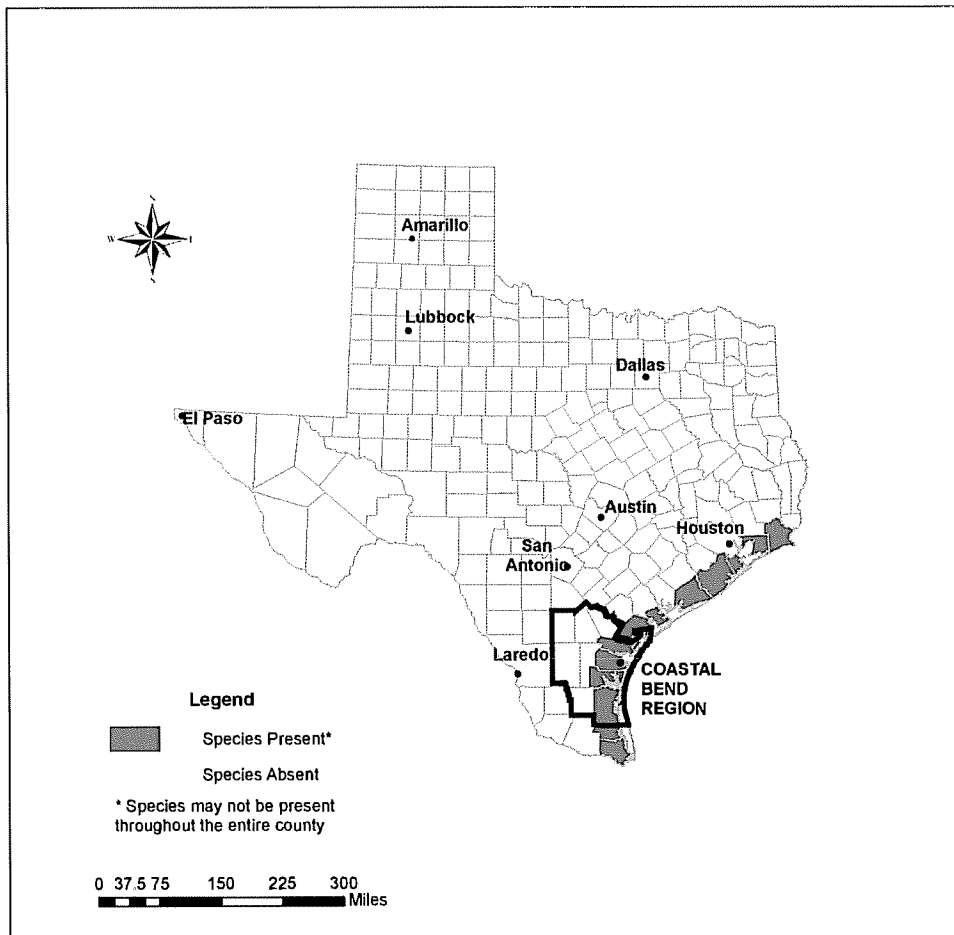 N
W
S
Amarillo
Lubbock
Dallas
El Paso
Austin
Houston
San
Antonio
Laredo
COASTAL
BEND
REGION
Legend
Species Present*
Species Absent
* Species may not be present
throughout the entire county
0 37.5 75 150 225 300
Miles